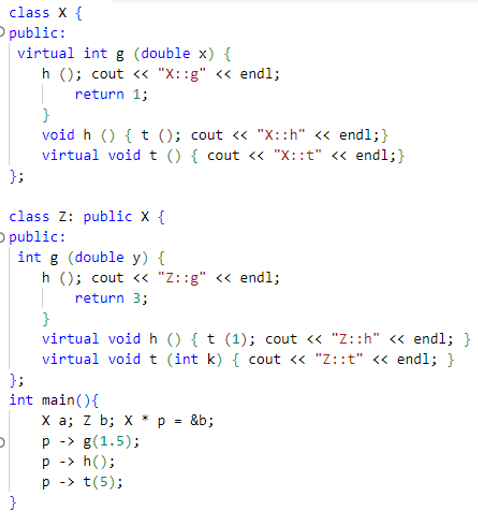 class X {
public:
virtual int g (double x) {
h (); cout << "X::g" << endl;
return 1;
}
void h () { t (); cout << "X::h" << endl;}
virtual void t () { cout << "X::t" << endl;}
};
class Z: public X {
public:
int g (double y) {
h (); cout << "Z::g" << endl;
return 3;
}
virtual void h () { t (1); cout << "Z::h" << endl; }
virtual void t (int k) { cout << "Z::t" << endl; }
};
int main(){
X a; Z b; X * p = &b;
p -> g(1.5);
p -> h();
p -> t(5);
}